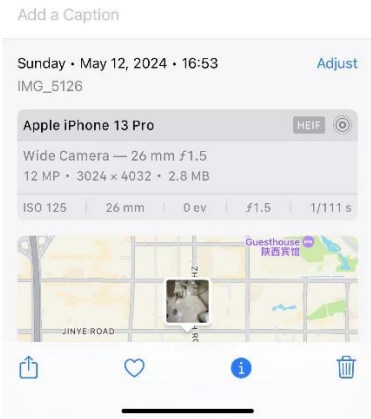 Add a Caption
Sunday • May 12, 2024 • 16:53
Adjust
IMG_5126
Apple iPhone 13 Pro
HEIF
Wide Camera — 26 mm ƒ1.5
12 MP • 3024 × 4032 • 2.8 MB
ISO 125
26 mm
0 ev
ƒ1.5
1/111 s
Guesthouse
陕西宾馆
ZH
JINYE ROAD
H RO